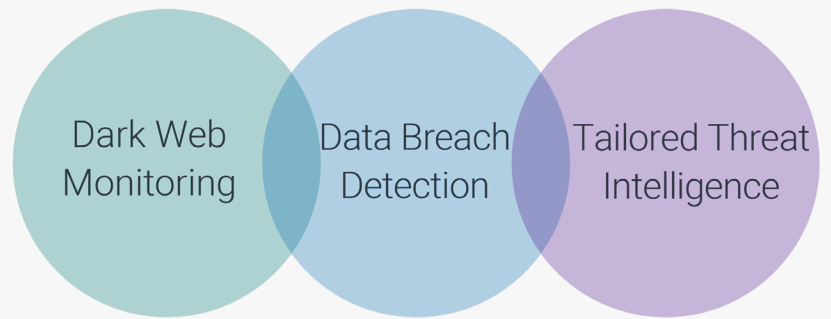 Dark Web
Monitoring
Data Breach
Detection
Tailored Threat
Intelligence